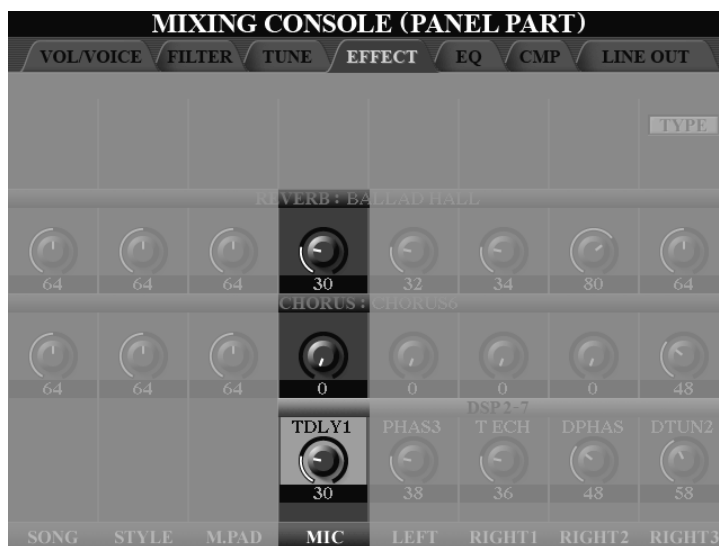 MIXING CONSOLE (PANEL PART)
VOL/VOICE FILTER TUNE EFFECT EQ CMP LINE OUT
TYPE
REVERB : BALLAD HALL
64 64 64 30 32 34 80 64
CHORUS : CHORUS6
64 64 64 0 0 0 0 48
DSP 2-7
TDLY1 PHAS3 T ECH DPHAS DTUN2
30 38 36 48 58
SONG STYLE M.PAD MIC LEFT RIGHT1 RIGHT2 RIGHT3